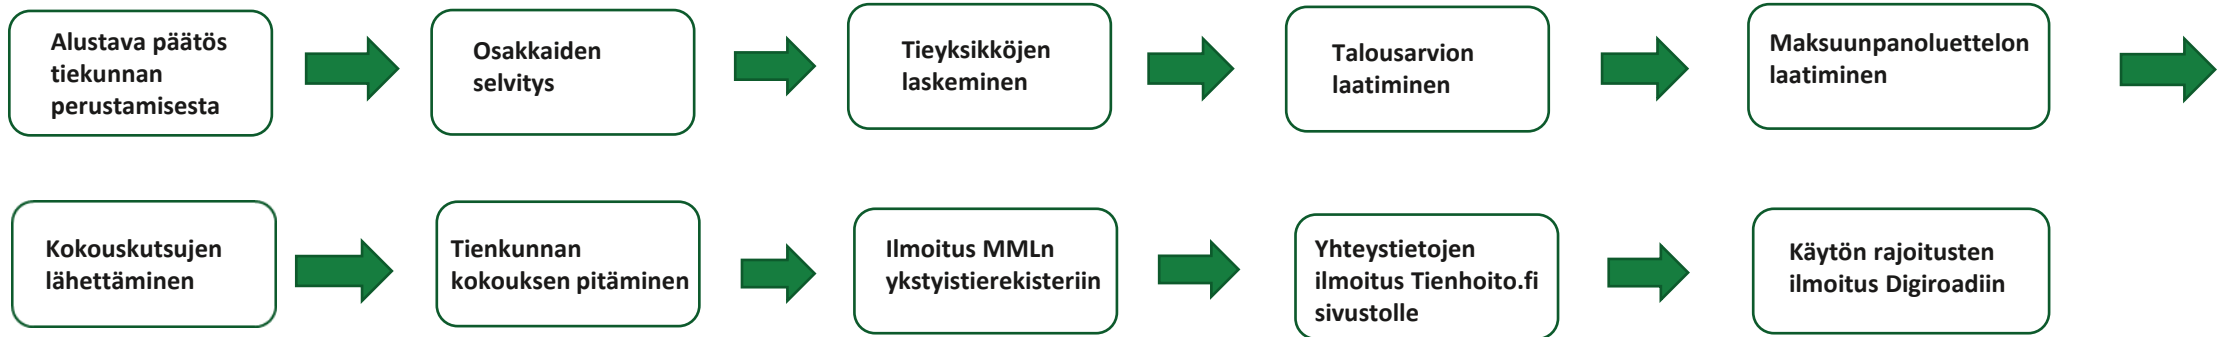 Alustava päätös
tiekunnan
perustamisesta
Osakkaiden
selvitys
Tieyksikköjen
laskeminen
Talousarvion
laatiminen
Maksuunpanoluettelon
laatiminen
Kokouskutsujen
lähettäminen
Tienkunnan
kokouksen pitäminen
Ilmoitus MMLn
ykstyistierekisteriin
Yhteystietojen
ilmoitus Tienhoito.fi
sivustolle
Käytön rajoitusten
ilmoitus Digiroadiin